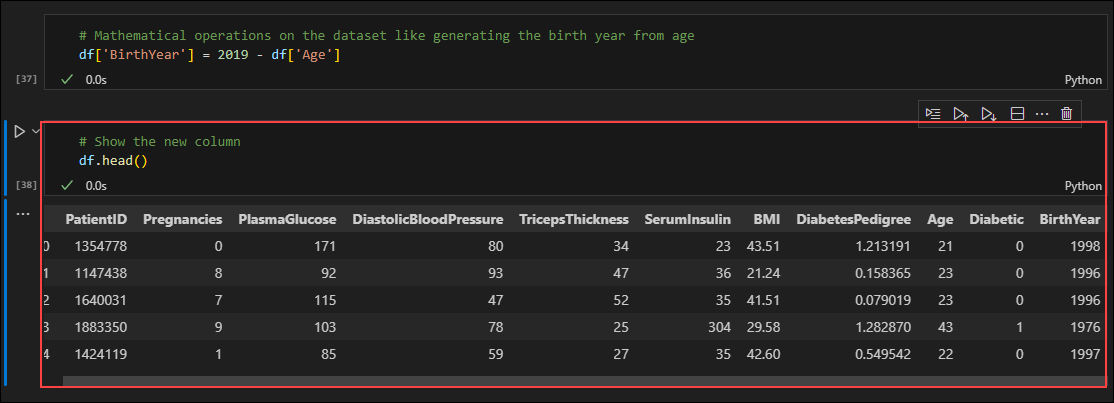 # Mathematical operations on the dataset like generating the birth year from age
df['BirthYear'] = 2019 - df['Age']
[37] 0.0s Python
# Show the new column
df.head()
[38] 0.0s Python
PatientID Pregnancies PlasmaGlucose DiastolicBloodPressure TricepsThickness SerumInsulin BMI DiabetesPedigree Age Diabetic BirthYear
0 1354778 0 171 80 34 23 43.51 1.213191 21 0 1998
1 1147438 8 92 93 47 36 21.24 0.158365 23 0 1996
2 1640031 7 115 47 52 35 41.51 0.079019 23 0 1996
3 1883350 9 103 78 25 304 29.58 1.282870 43 1 1976
4 1424119 1 85 59 27 35 42.60 0.549542 22 0 1997